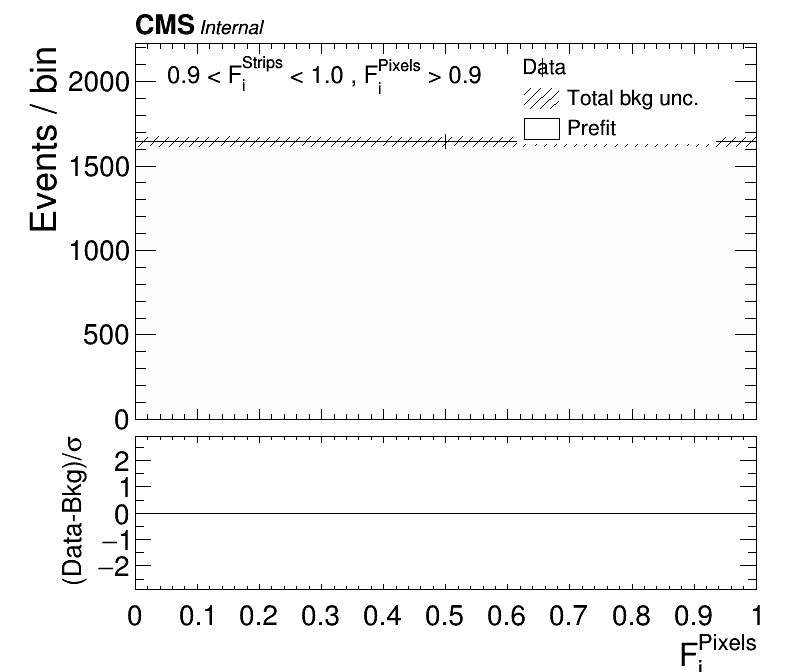 CMS Internal
0.9 < F_i^Strips < 1.0 , F_i^Pixels > 0.9
Data
Total bkg unc.
Prefit
Events / bin
2000
1500
1000
500
0
(Data-Bkg)/σ
2
1
0
−1
−2
0 0.1 0.2 0.3 0.4 0.5 0.6 0.7 0.8 0.9 1
F_i^Pixels